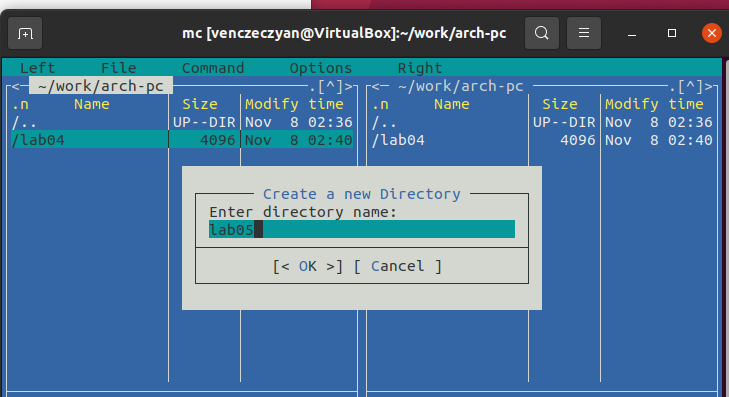 mc [venczeczyan@VirtualBox]:~/work/arch-pc
Left File Command Options Right
<─ ~/work/arch-pc ─.[^]> <─ ~/work/arch-pc ─.[^]>
.n Name Size Modify time .n Name Size Modify time
/.. UP--DIR Nov 8 02:36 /.. UP--DIR Nov 8 02:36
/lab04 4096 Nov 8 02:40 /lab04 4096 Nov 8 02:40
Create a new Directory
Enter directory name:
lab05
[< OK >] [ Cancel ]